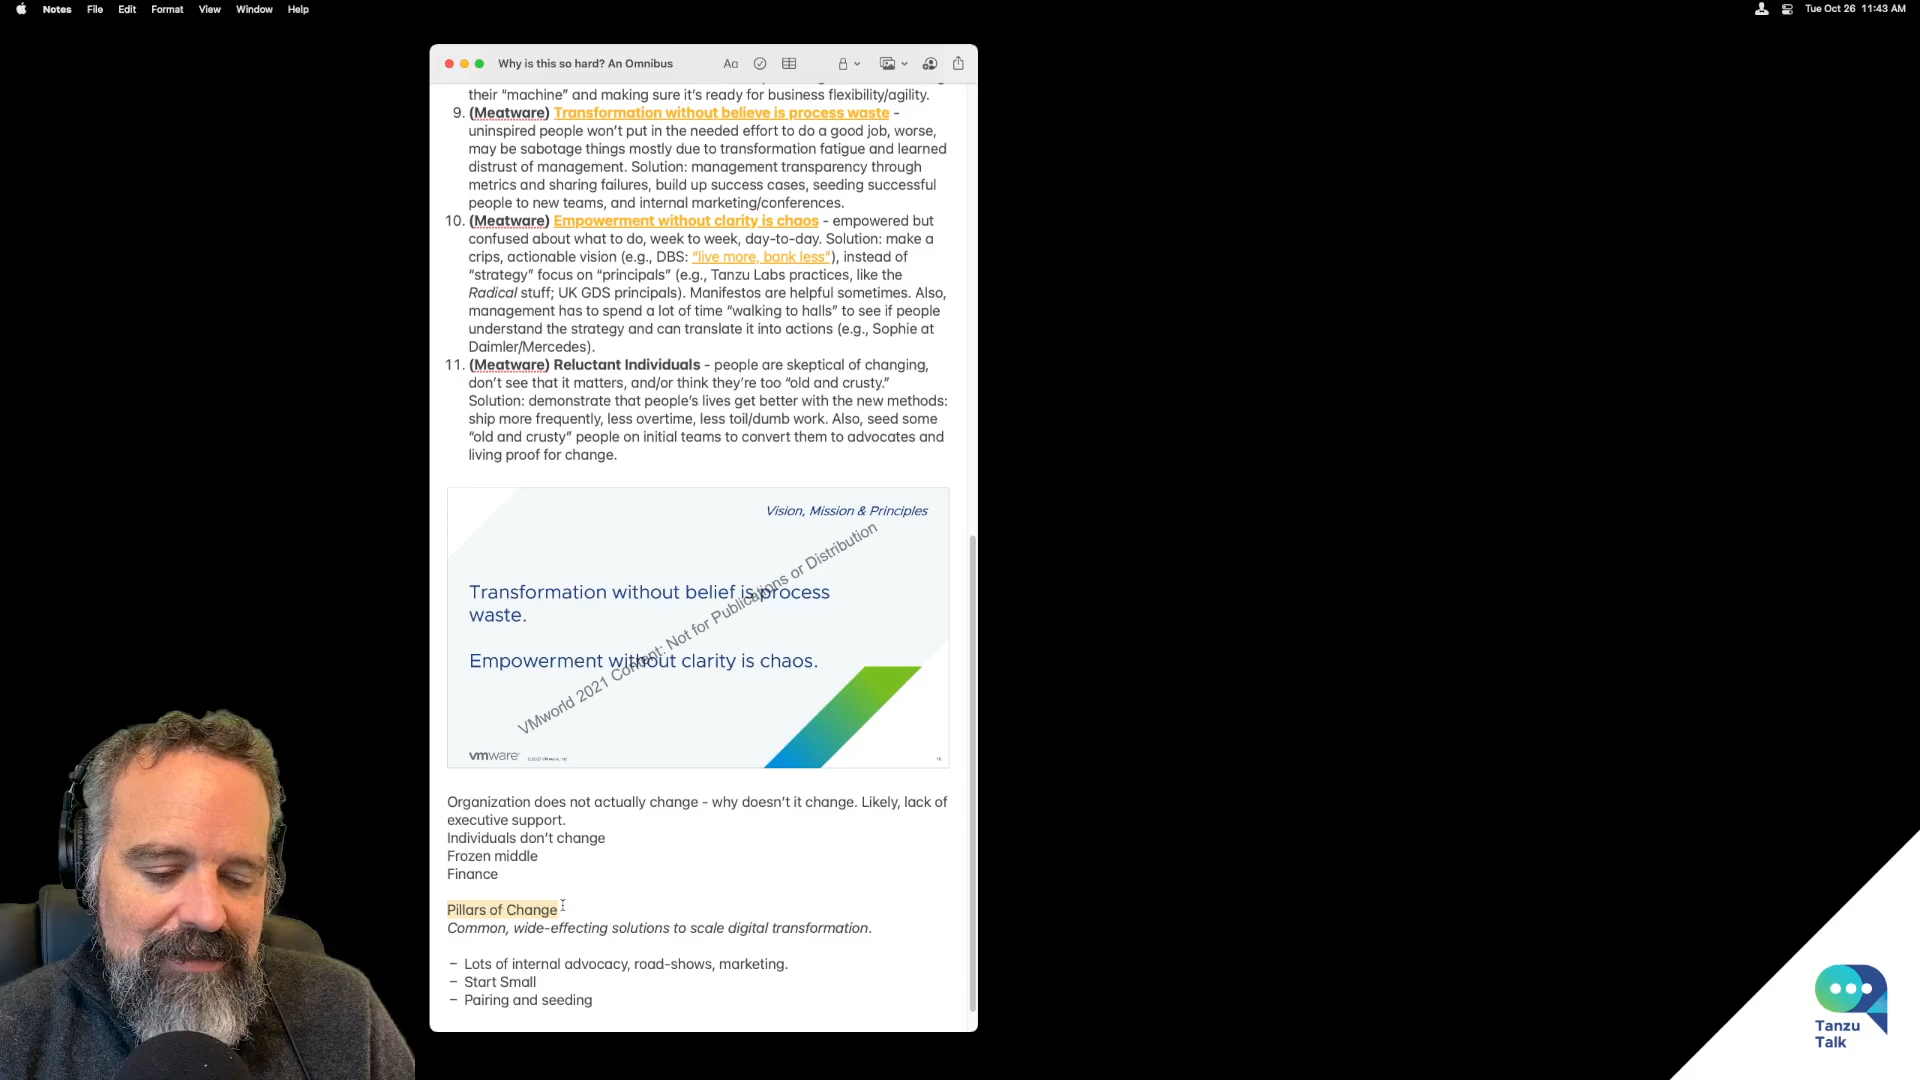 Notes File Edit Format View Window Help
Tue Oct 26 11:43 AM
Why is this so hard? An Omnibus
Aa
their “machine” and making sure it’s ready for business flexibility/agility.
9. (Meatware) Transformation without believe is process waste -
uninspired people won’t put in the needed effort to do a good job, worse,
may be sabotage things mostly due to transformation fatigue and learned
distrust of management. Solution: management transparency through
metrics and sharing failures, build up success cases, seeding successful
people to new teams, and internal marketing/conferences.
10. (Meatware) Empowerment without clarity is chaos - empowered but
confused about what to do, week to week, day-to-day. Solution: make a
crips, actionable vision (e.g., DBS: “live more, bank less”), instead of
“strategy” focus on “principals” (e.g., Tanzu Labs practices, like the
Radical stuff; UK GDS principals). Manifestos are helpful sometimes. Also,
management has to spend a lot of time “walking to halls” to see if people
understand the strategy and can translate it into actions (e.g., Sophie at
Daimler/Mercedes).
11. (Meatware) Reluctant Individuals - people are skeptical of changing,
don’t see that it matters, and/or think they’re too “old and crusty.”
Solution: demonstrate that people’s lives get better with the new methods:
ship more frequently, less overtime, less toil/dumb work. Also, seed some
“old and crusty” people on initial teams to convert them to advocates and
living proof for change.
Vision, Mission & Principles
Transformation without belief is process
waste.
Empowerment without clarity is chaos.
VMworld 2021 Content: Not for Publications or Distribution
vmware
©2021 VMware, Inc.
Organization does not actually change - why doesn’t it change. Likely, lack of
executive support.
Individuals don’t change
Frozen middle
Finance
Pillars of Change
Common, wide-effecting solutions to scale digital transformation.
– Lots of internal advocacy, road-shows, marketing.
– Start Small
– Pairing and seeding
Tanzu
Talk